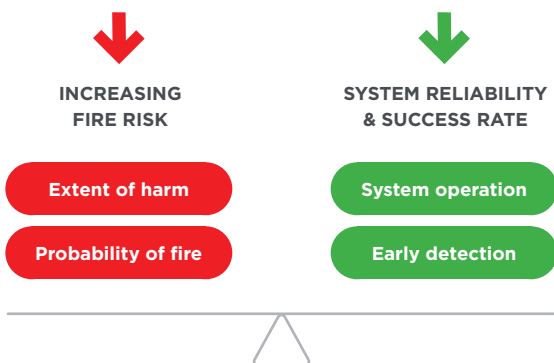 INCREASING
FIRE RISK
Extent of harm
Probability of fire
SYSTEM RELIABILITY
& SUCCESS RATE
System operation
Early detection